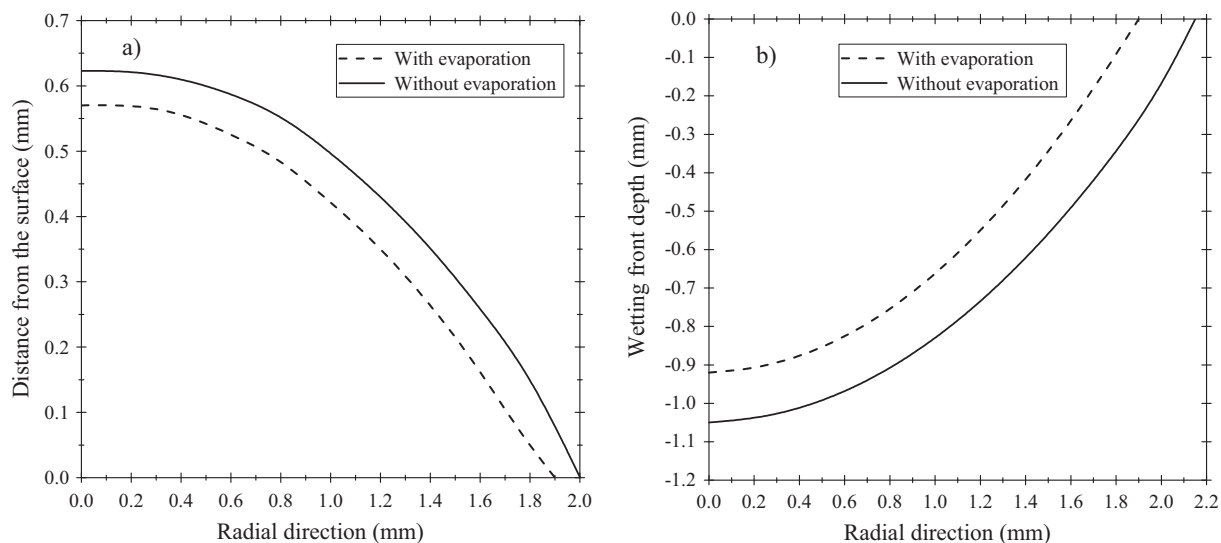 a)
With evaporation
Without evaporation
0.7
0.6
0.5
0.4
0.3
0.2
0.1
0.0
Distance from the surface (mm)
0.0 0.2 0.4 0.6 0.8 1.0 1.2 1.4 1.6 1.8 2.0
Radial direction (mm)
b)
With evaporation
Without evaporation
0.0
-0.1
-0.2
-0.3
-0.4
-0.5
-0.6
-0.7
-0.8
-0.9
-1.0
-1.1
-1.2
Wetting front depth (mm)
0.0 0.2 0.4 0.6 0.8 1.0 1.2 1.4 1.6 1.8 2.0 2.2
Radial direction (mm)